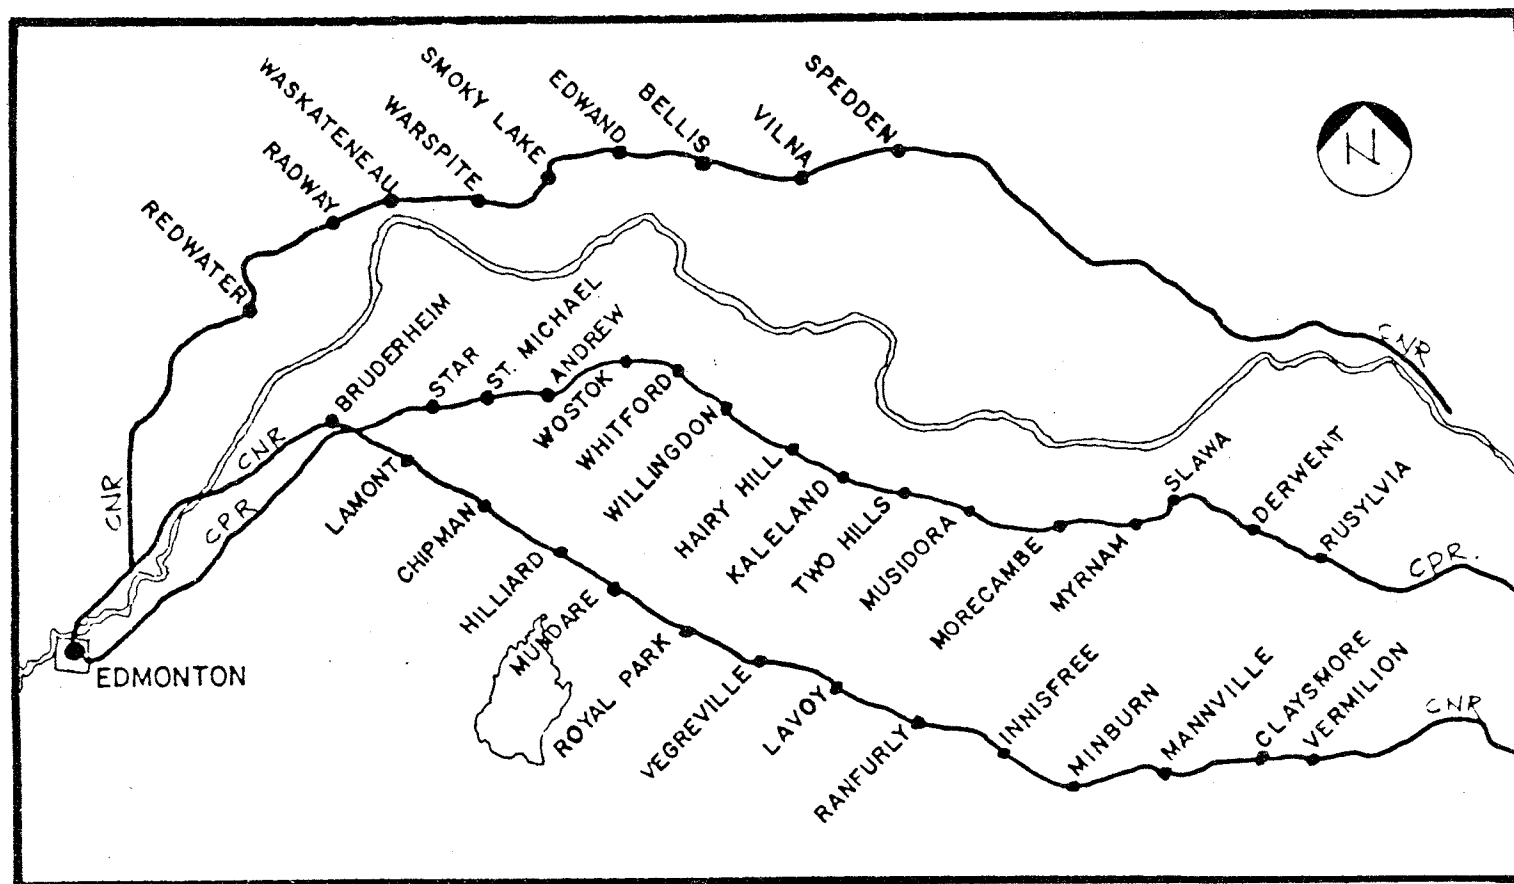 SPEDDEN
VILNA
BELLIS
EDWAND
SMOKY LAKE
WARSPITE
WASKATENEAU
RADWAY
REDWATER
N
CNR
CNR
CNR
CPR
BRUDERHEIM
STAR
ST. MICHAEL
ANDREW
WOSTOK
WHITFORD
WILLINGDON
HAIRY HILL
KALELAND
TWO HILLS
MUSIDORA
MORECAMBE
MYRNAM
SLAWA
DERWENT
RUSYLVIA
CPR.
LAMONT
CHIPMAN
HILLIARD
MUNDARE
ROYAL PARK
VEGREVILLE
LAVOY
RANFURLY
INNISFREE
MINBURN
MANNVILLE
CLAYSMORE
VERMILION
CNR
EDMONTON